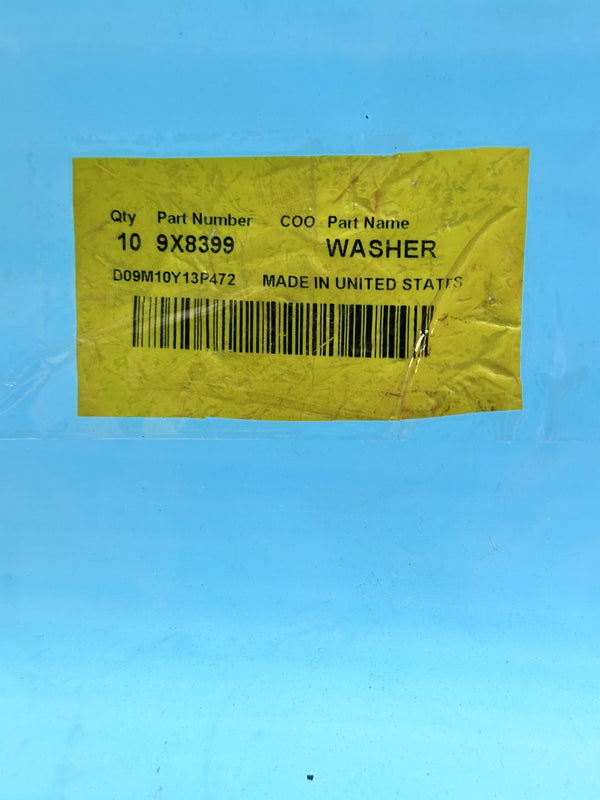 Qty Part Number COO Part Name
10 9X8399 WASHER
D09M10Y13P472 MADE IN UNITED STATES